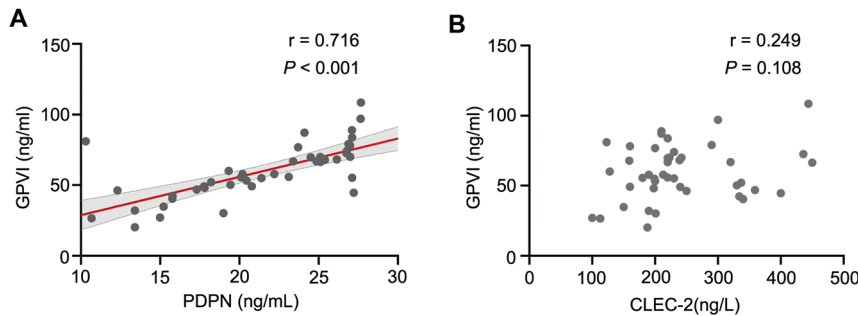 A
r = 0.716
P < 0.001
GPVI (ng/ml)
150
100
50
0
10
15
20
25
30
PDPN (ng/mL)
B
r = 0.249
P = 0.108
GPVI (ng/ml)
150
100
50
0
0
100
200
300
400
500
CLEC-2(ng/L)